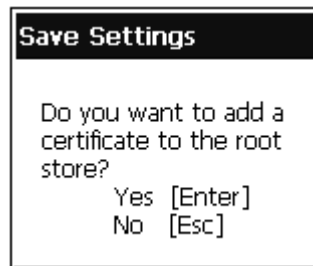 Save Settings
Do you want to add a
certificate to the root
store?
Yes [Enter]
No [Esc]